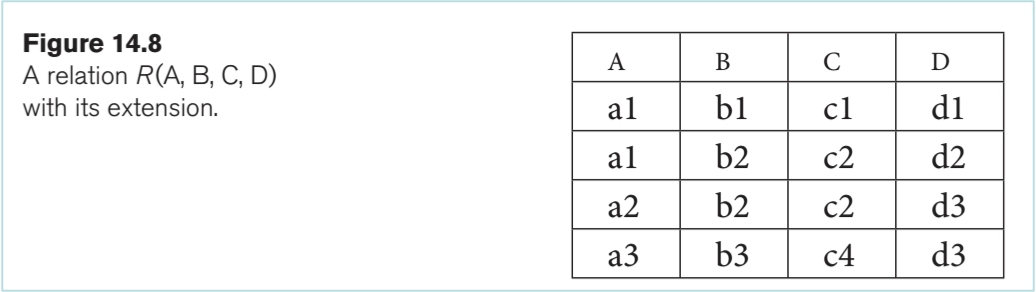 Figure 14.8
A relation R(A, B, C, D)
with its extension.
A B C D
a1 b1 c1 d1
a1 b2 c2 d2
a2 b2 c2 d3
a3 b3 c4 d3